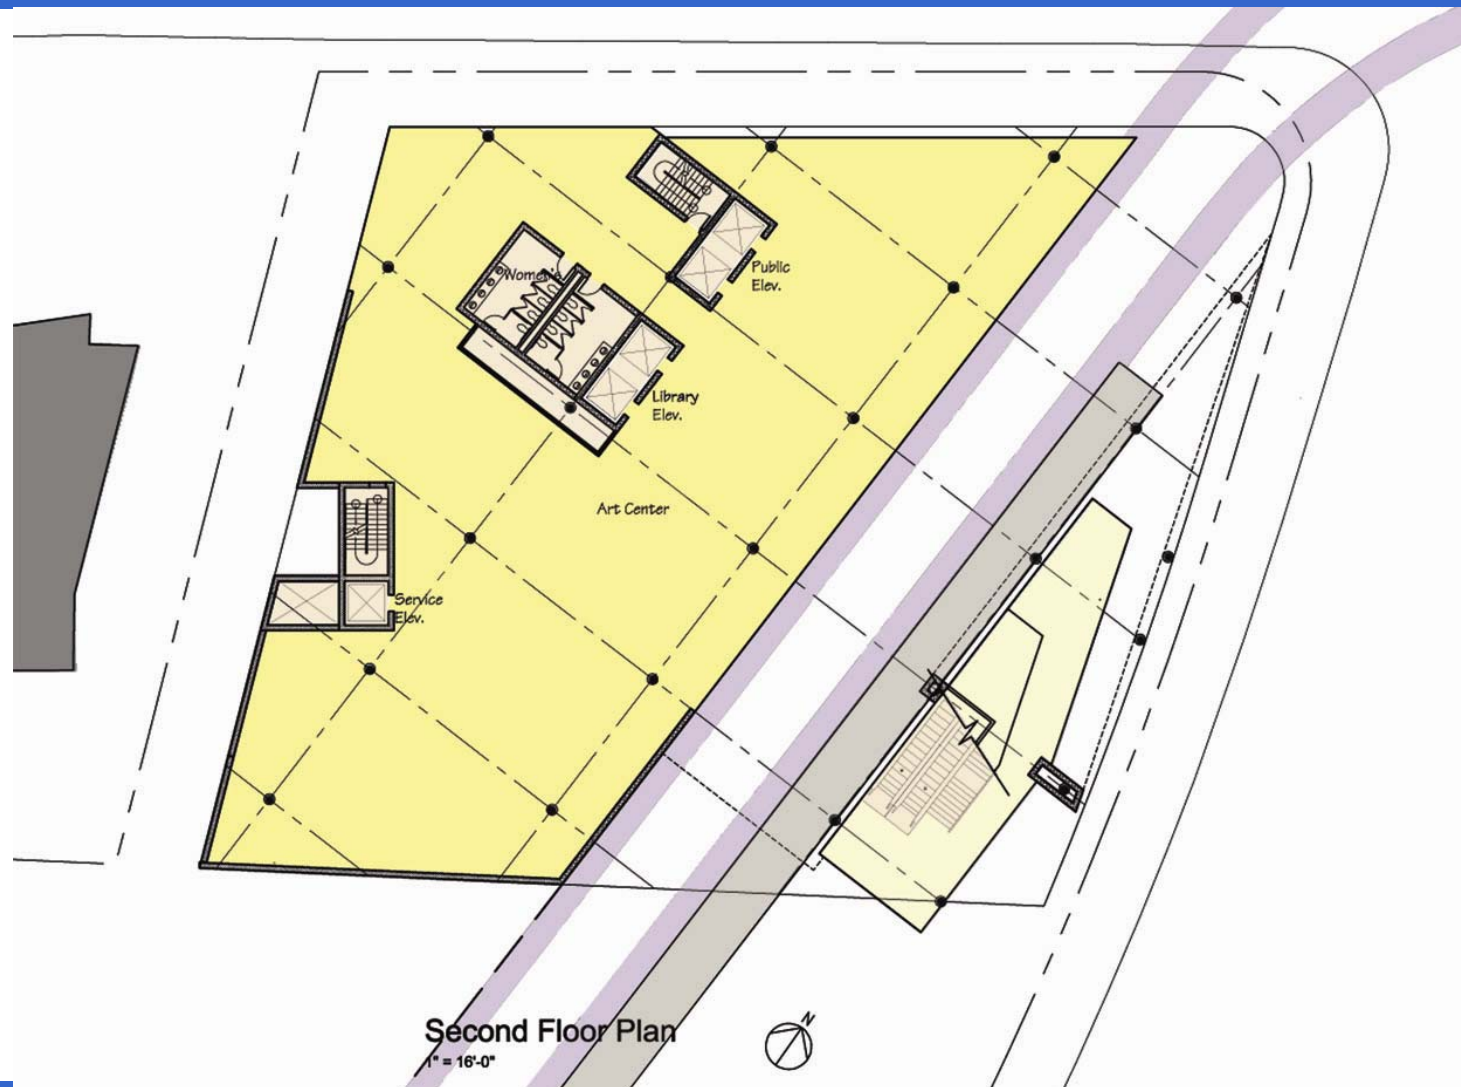 Women's
Public
Elev.
Library
Elev.
Art Center
Service
Elev.
Second Floor Plan
1" = 16'-0"
N